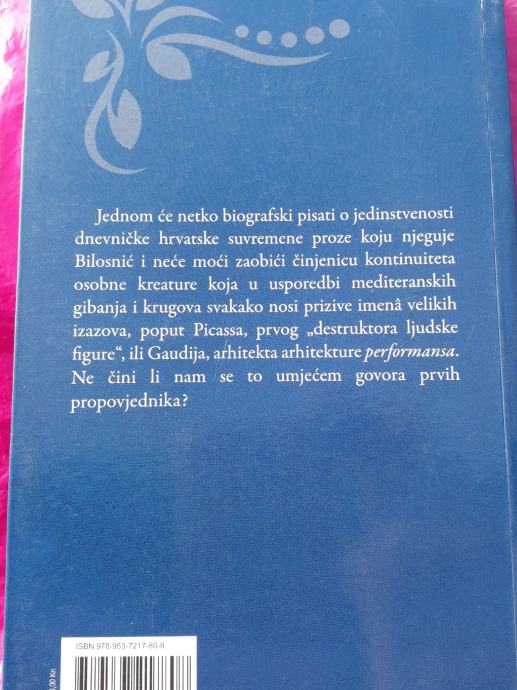 Jednom će netko biografski pisati o jedinstvenosti
dnevničke hrvatske suvremene proze koju njeguje
Bilosnić i neće moći zaobići činjenicu kontinuiteta
osobne kreature koja u usporedbi mediteranskih
gibanja i krugova svakako nosi prizive imenâ velikih
izazova, poput Picassa, prvog „destruktora ljudske
figure“, ili Gaudija, arhitekta arhitekture performansa.
Ne čini li nam se to umjećem govora prvih
propovjednika?
ISBN 978-953-7217-80-8
0,00 Kn